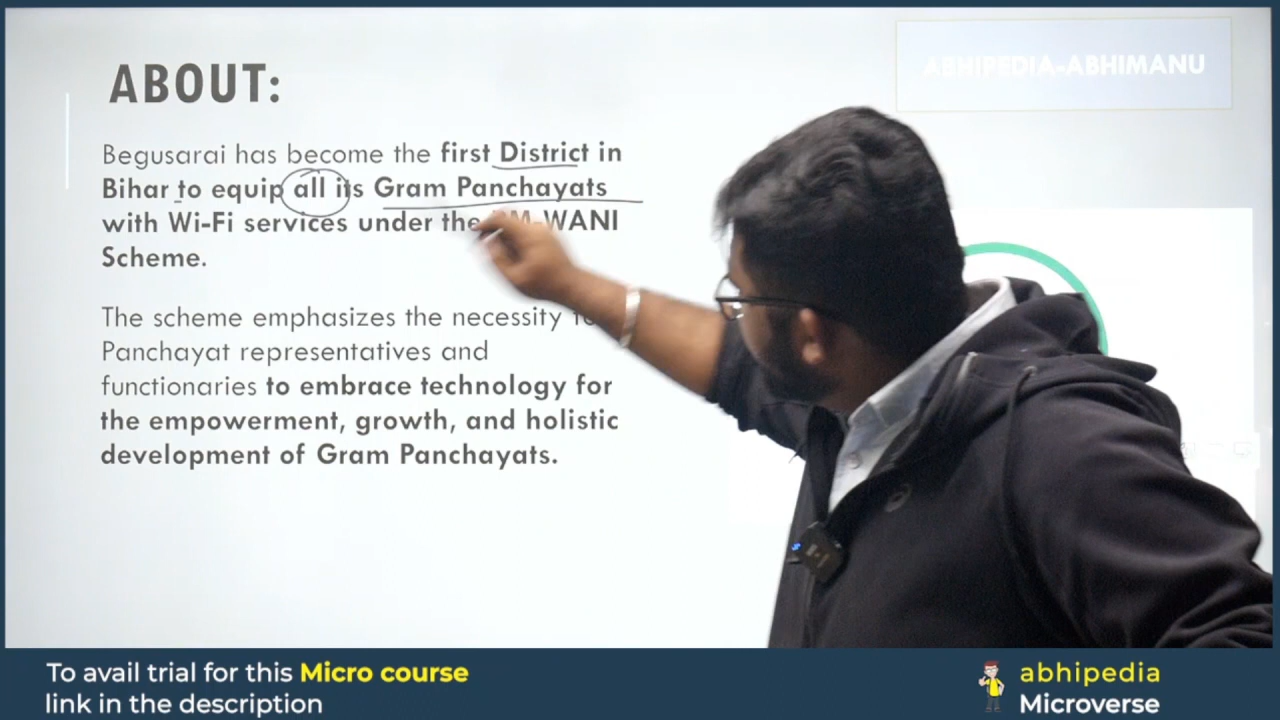 ABHIPEDIA-ABHIMANU
ABOUT:
Begusarai has become the first District in
Bihar to equip all its Gram Panchayats
with Wi-Fi services under the PM-WANI
Scheme.
The scheme emphasizes the necessity
Panchayat representatives and
functionaries to embrace technology for
the empowerment, growth, and holistic
development of Gram Panchayats.
To avail trial for this Micro course
link in the description
abhipedia
Microverse